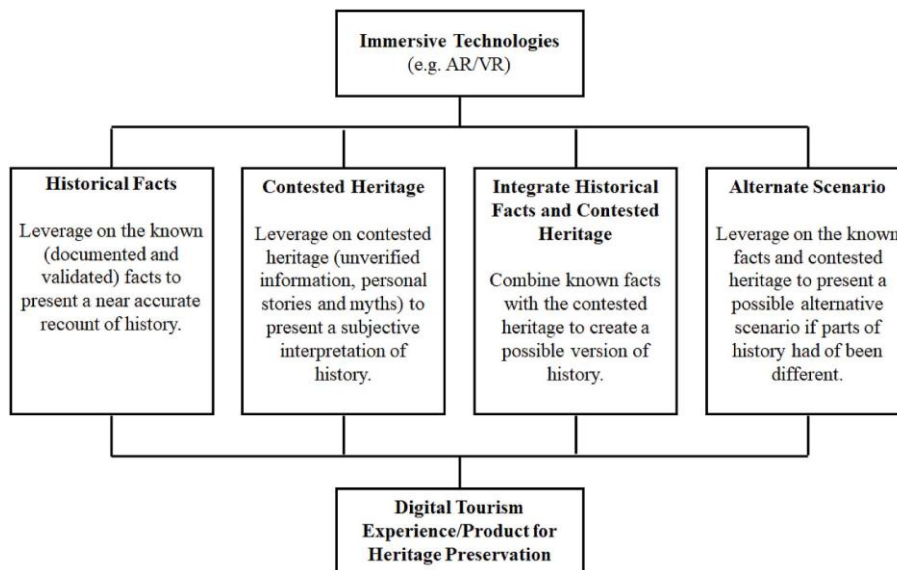 Immersive Technologies
(e.g. AR/VR)
Historical Facts
Leverage on the known
(documented and
validated) facts to
present a near accurate
recount of history.
Contested Heritage
Leverage on contested
heritage (unverified
information, personal
stories and myths) to
present a subjective
interpretation of
history.
Integrate Historical
Facts and Contested
Heritage
Combine known facts
with the contested
heritage to create a
possible version of
history.
Alternate Scenario
Leverage on the known
facts and contested
heritage to present a
possible alternative
scenario if parts of
history had of been
different.
Digital Tourism
Experience/Product for
Heritage Preservation